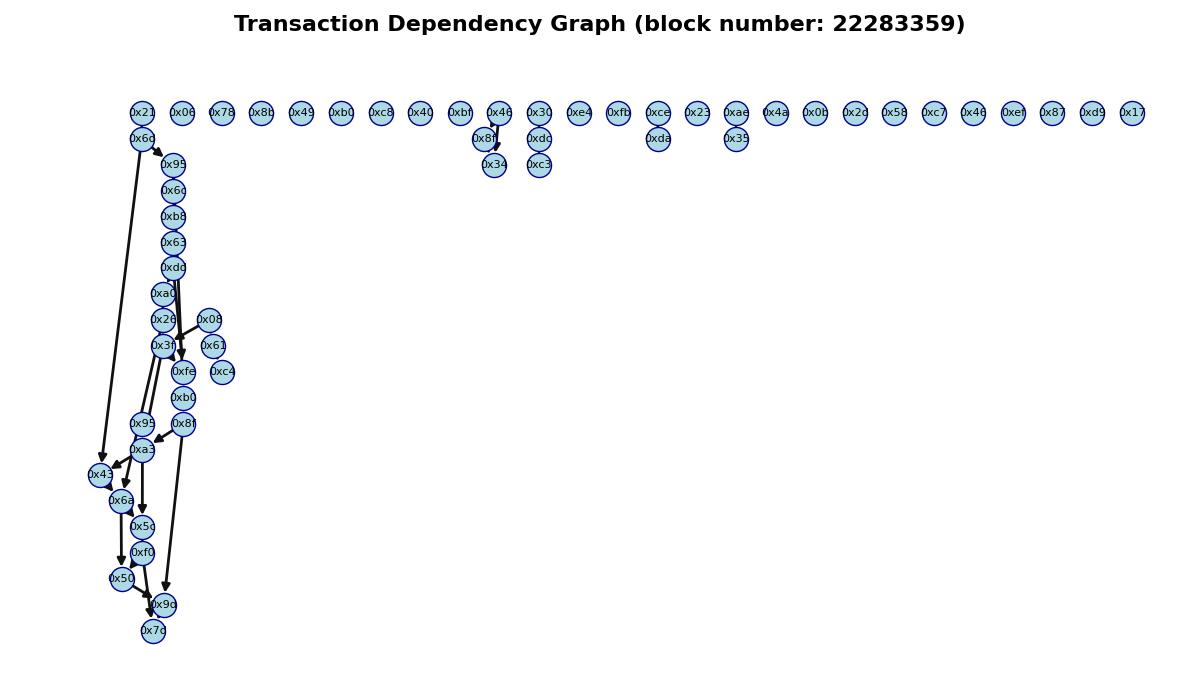 Transaction Dependency Graph (block number: 22283359)
0x21 0x06 0x78 0x8b 0x49 0xb0 0xc8 0x40 0xbf 0x46 0x30 0xe4 0xfb 0xce 0x23 0xae 0x4a 0x0b 0x2d 0x58 0xc7 0x46 0xef 0x87 0xd9 0x17
0x6d 0x8f 0xdc 0xda 0x35
0x95 0x34 0xc3
0x6c
0xb8
0x63
0xdd
0xa0
0x26 0x08
0x3f 0x61
0xfe 0xc4
0xb0
0x95 0x8f
0xa3
0x43
0x6a
0x5c
0xf0
0x50
0x9d
0x7d